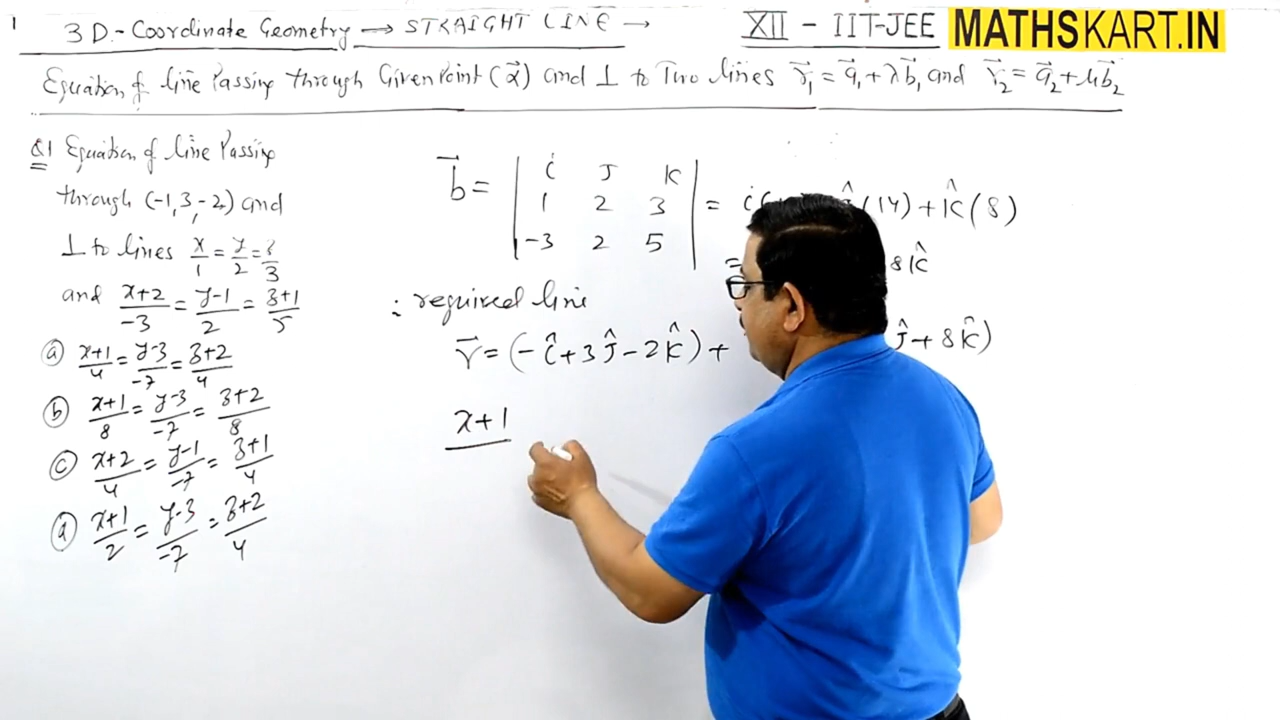 1
3D.- Coordinate Geometry → STRAIGHT LINE → XII - IIT-JEE MATHSKART.IN
Equation of line Passing through Given Point (α⃗) and ⊥ to Two lines r⃗₁ = a⃗₁ + λb⃗₁ and r⃗₂ = a⃗₂ + μb⃗₂
Q1 Equation of line Passing
through (-1, 3, -2) and
⊥ to lines x/1 = y/2 = z/3
and (x+2)/-3 = (y-1)/2 = (z+1)/5
(a) (x+1)/4 = (y-3)/-7 = (z+2)/4
(b) (x+1)/8 = (y-3)/-7 = (z+2)/8
(c) (x+2)/4 = (y-1)/-7 = (z+1)/4
(d) (x+1)/2 = (y-3)/-7 = (z+2)/4
b⃗ = | i J K | = i( (14) + k̂(8)
| 1 2 3 |
| -3 2 5 |
= 8k̂
∴ required line
r⃗ = (-î + 3ĵ - 2k̂) + ĵ + 8k̂)
x+1